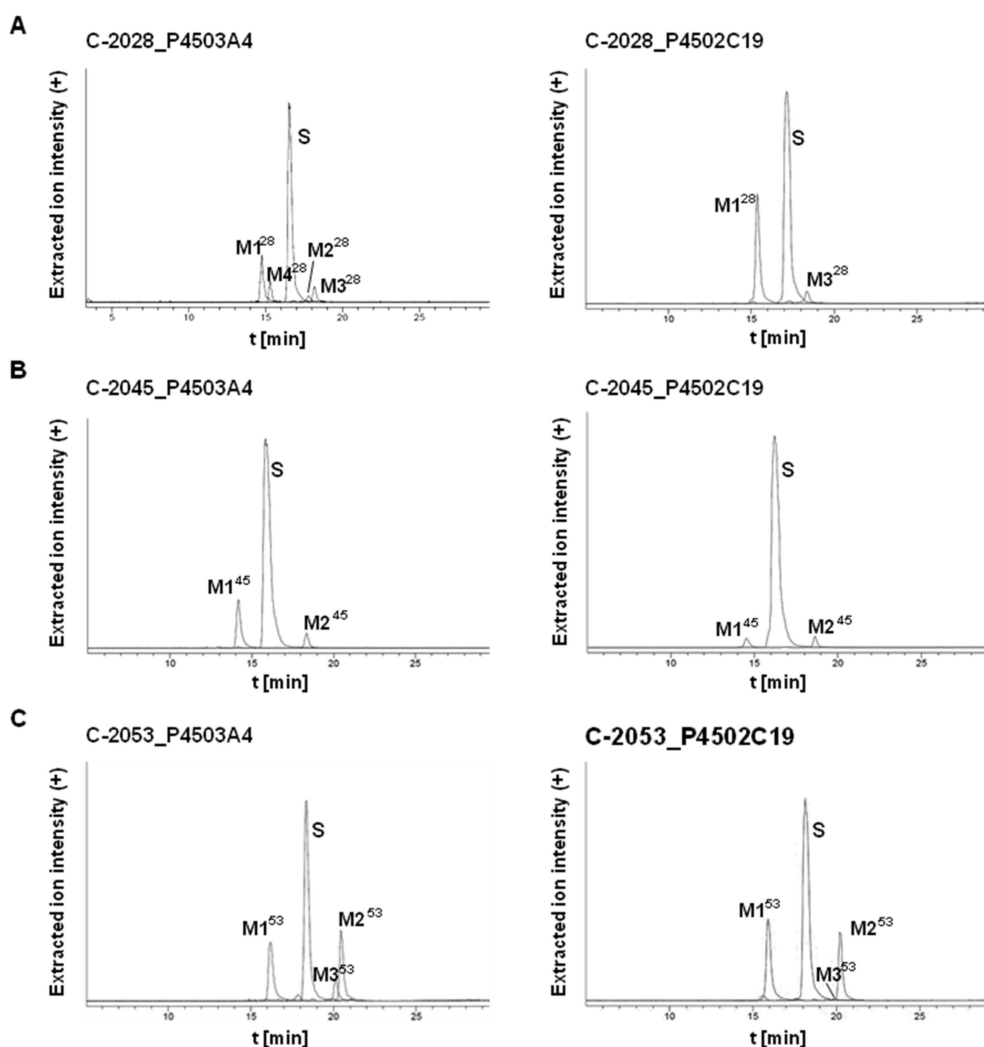 A
C-2028_P4503A4
Extracted ion intensity (+)
S
M1²⁸
M4²⁸
M2²⁸
M3²⁸
5 10 15 20 25
t [min]
C-2028_P4502C19
Extracted ion intensity (+)
S
M1²⁸
M3²⁸
10 15 20 25
t [min]
B
C-2045_P4503A4
Extracted ion intensity (+)
S
M1⁴⁵
M2⁴⁵
10 15 20 25
t [min]
C-2045_P4502C19
Extracted ion intensity (+)
S
M1⁴⁵
M2⁴⁵
10 15 20 25
t [min]
C
C-2053_P4503A4
Extracted ion intensity (+)
S
M1⁵³
M2⁵³
M3⁵³
10 15 20 25
t [min]
C-2053_P4502C19
Extracted ion intensity (+)
S
M1⁵³
M2⁵³
M3⁵³
10 15 20 25
t [min]